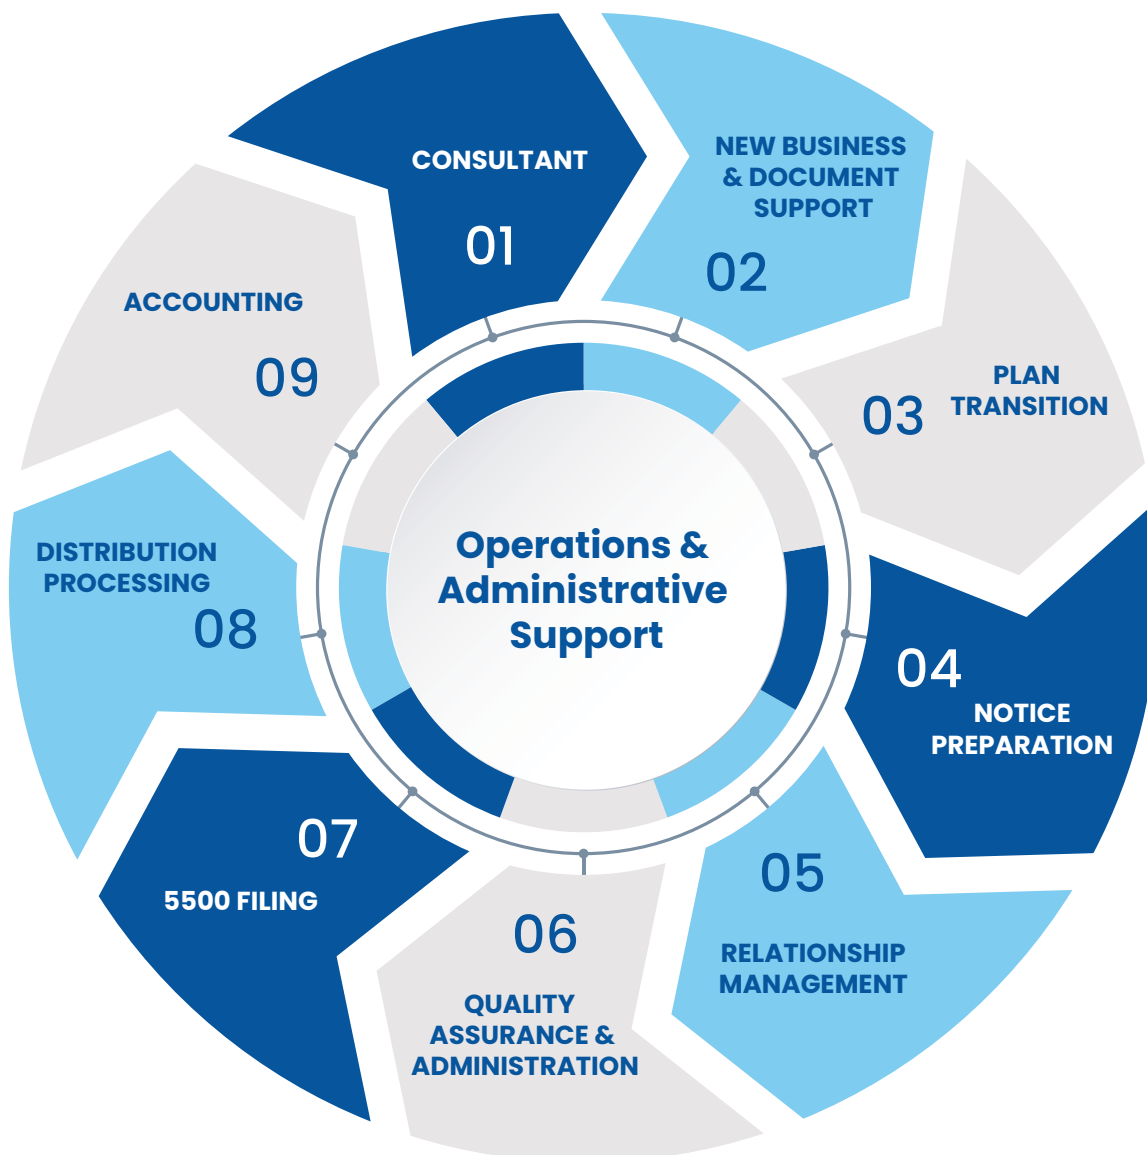 CONSULTANT
01
NEW BUSINESS
& DOCUMENT
SUPPORT
02
PLAN
TRANSITION
03
04
NOTICE
PREPARATION
05
RELATIONSHIP
MANAGEMENT
06
QUALITY
ASSURANCE &
ADMINISTRATION
07
5500 FILING
DISTRIBUTION
PROCESSING
08
ACCOUNTING
09
Operations &
Administrative
Support